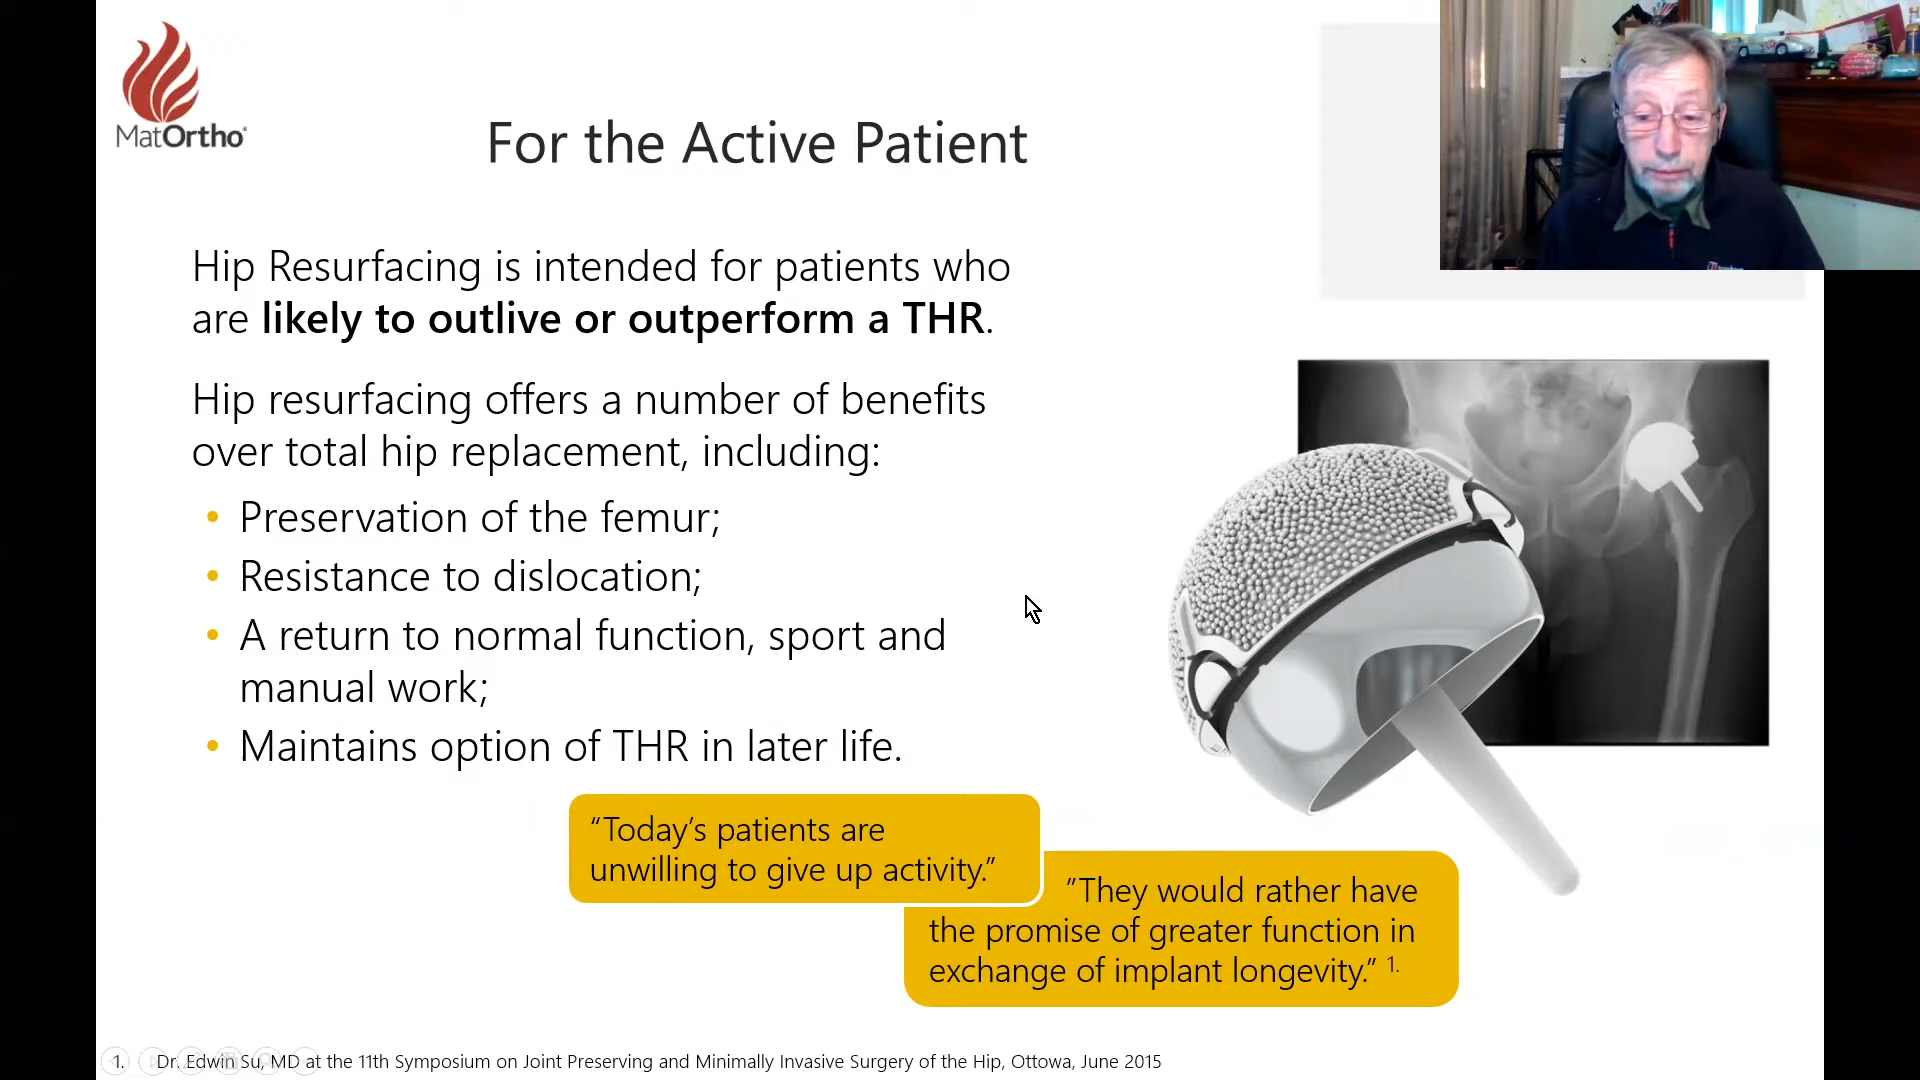 MatOrtho®
For the Active Patient
Hip Resurfacing is intended for patients who
are likely to outlive or outperform a THR.
Hip resurfacing offers a number of benefits
over total hip replacement, including:
• Preservation of the femur;
• Resistance to dislocation;
• A return to normal function, sport and
manual work;
• Maintains option of THR in later life.
“Today’s patients are
unwilling to give up activity.”
”They would rather have
the promise of greater function in
exchange of implant longevity.” 1.
1. Dr. Edwin Su, MD at the 11th Symposium on Joint Preserving and Minimally Invasive Surgery of the Hip, Ottowa, June 2015